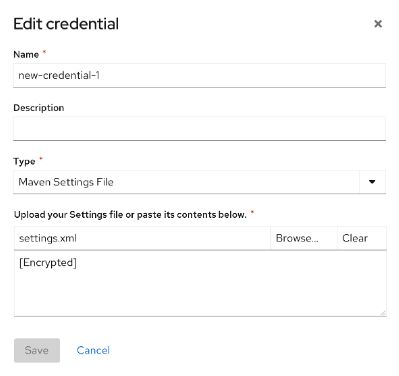 Edit credential
Name *
new-credential-1
Description
Type *
Maven Settings File
Upload your Settings file or paste its contents below. *
settings.xml Browse... Clear
[Encrypted]
Save Cancel